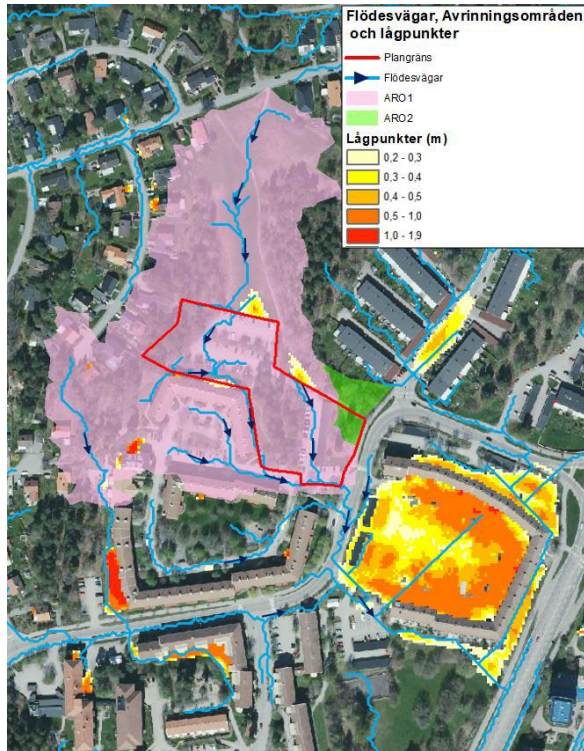 Flödesvägar, Avrinningsområden
och lågpunkter
Plangräns
Flödesvägar
ARO1
ARO2
Lågpunkter (m)
0,2 - 0,3
0,3 - 0,4
0,4 - 0,5
0,5 - 1,0
1,0 - 1,9